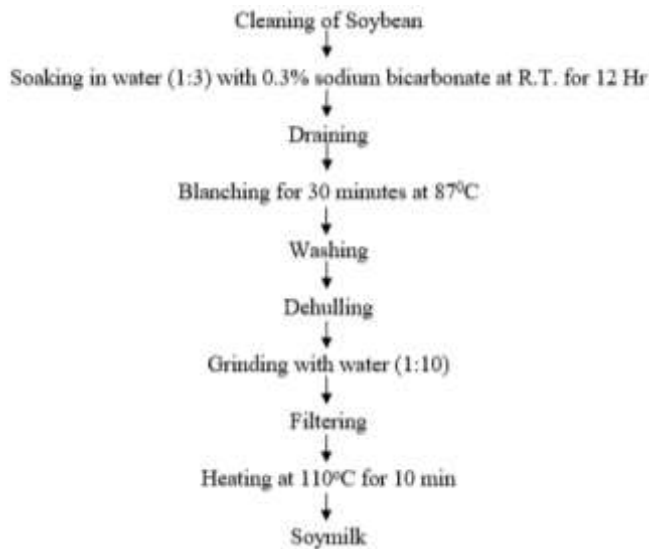 Cleaning of Soybean
Soaking in water (1:3) with 0.3% sodium bicarbonate at R.T. for 12 Hr
Draining
Blanching for 30 minutes at 87⁰C
Washing
Dehulling
Grinding with water (1:10)
Filtering
Heating at 110⁰C for 10 min
Soymilk